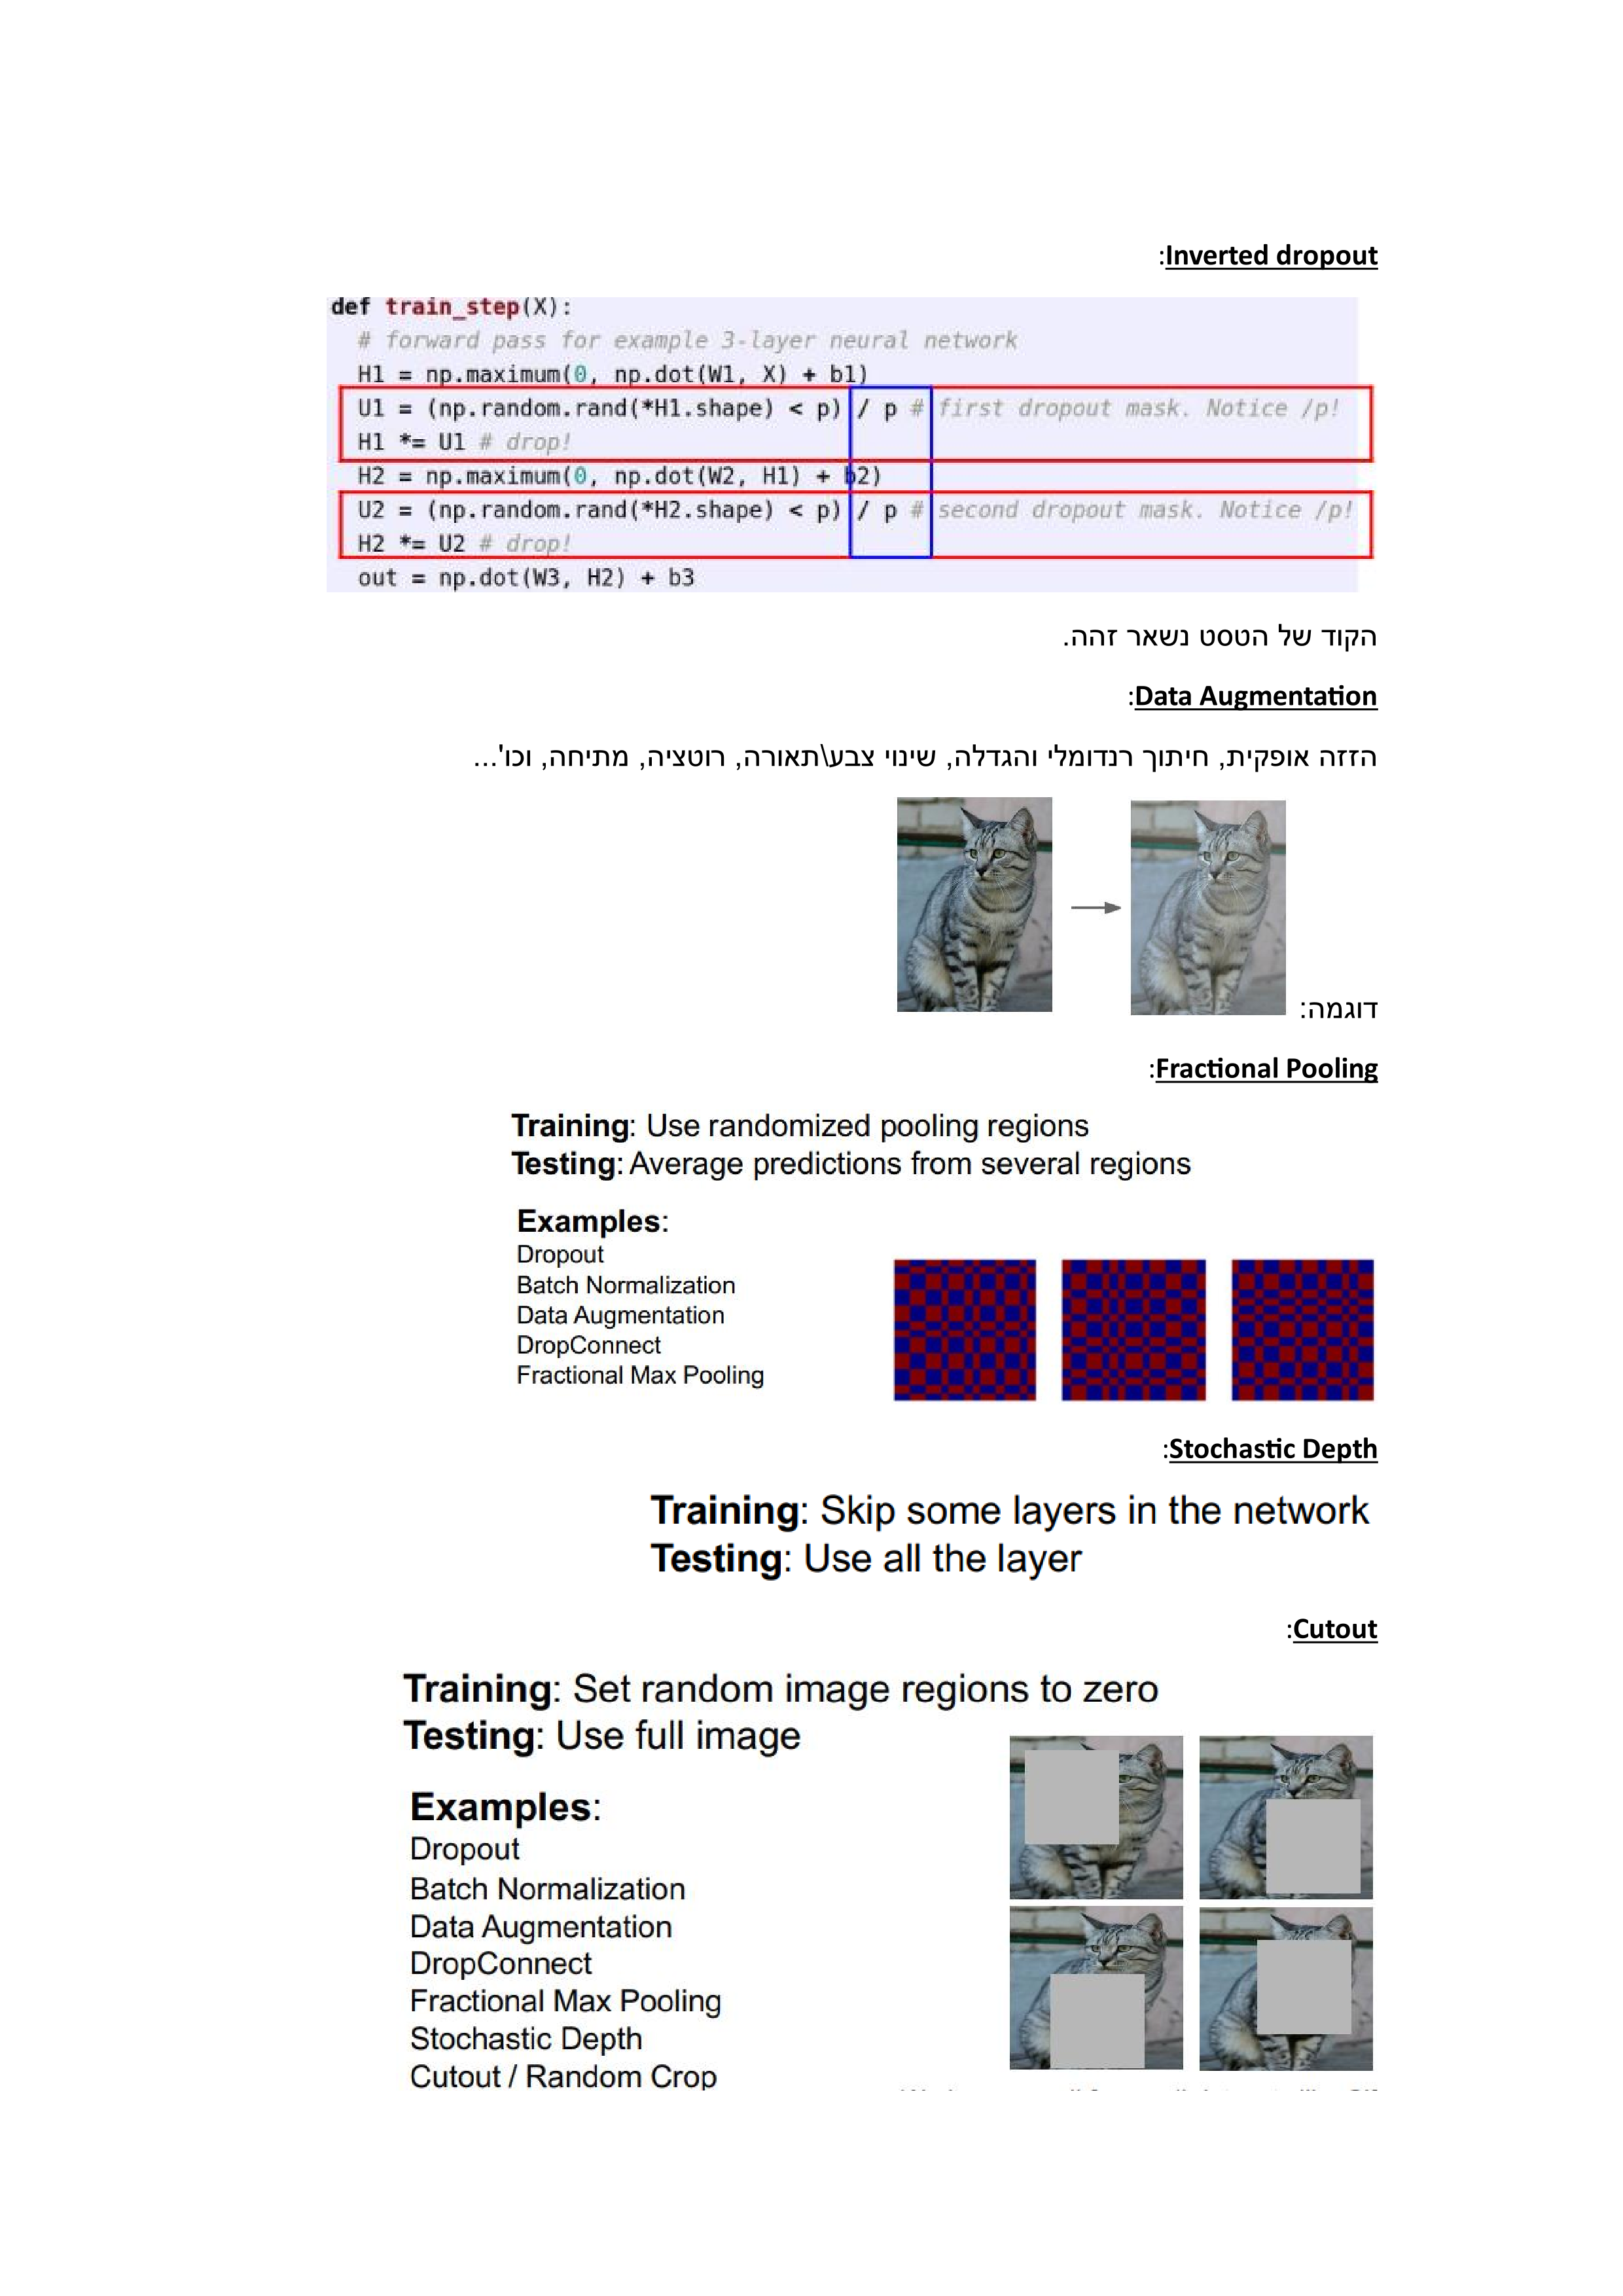 Inverted dropout:
def train_step(X):
# forward pass for example 3-layer neural network
H1 = np.maximum(0, np.dot(W1, X) + b1)
U1 = (np.random.rand(*H1.shape) < p) / p # first dropout mask. Notice /p!
H1 *= U1 # drop!
H2 = np.maximum(0, np.dot(W2, H1) + b2)
U2 = (np.random.rand(*H2.shape) < p) / p # second dropout mask. Notice /p!
H2 *= U2 # drop!
out = np.dot(W3, H2) + b3
הקוד של הטסט נשאר זהה.
Data Augmentation:
הזזה אופקית, חיתוך רנדומלי והגדלה, שינוי צבע\תאורה, רוטציה, מתיחה, וכו'...
דוגמה:
Fractional Pooling:
Training: Use randomized pooling regions
Testing: Average predictions from several regions
Examples:
Dropout
Batch Normalization
Data Augmentation
DropConnect
Fractional Max Pooling
Stochastic Depth:
Training: Skip some layers in the network
Testing: Use all the layer
Cutout:
Training: Set random image regions to zero
Testing: Use full image
Examples:
Dropout
Batch Normalization
Data Augmentation
DropConnect
Fractional Max Pooling
Stochastic Depth
Cutout / Random Crop